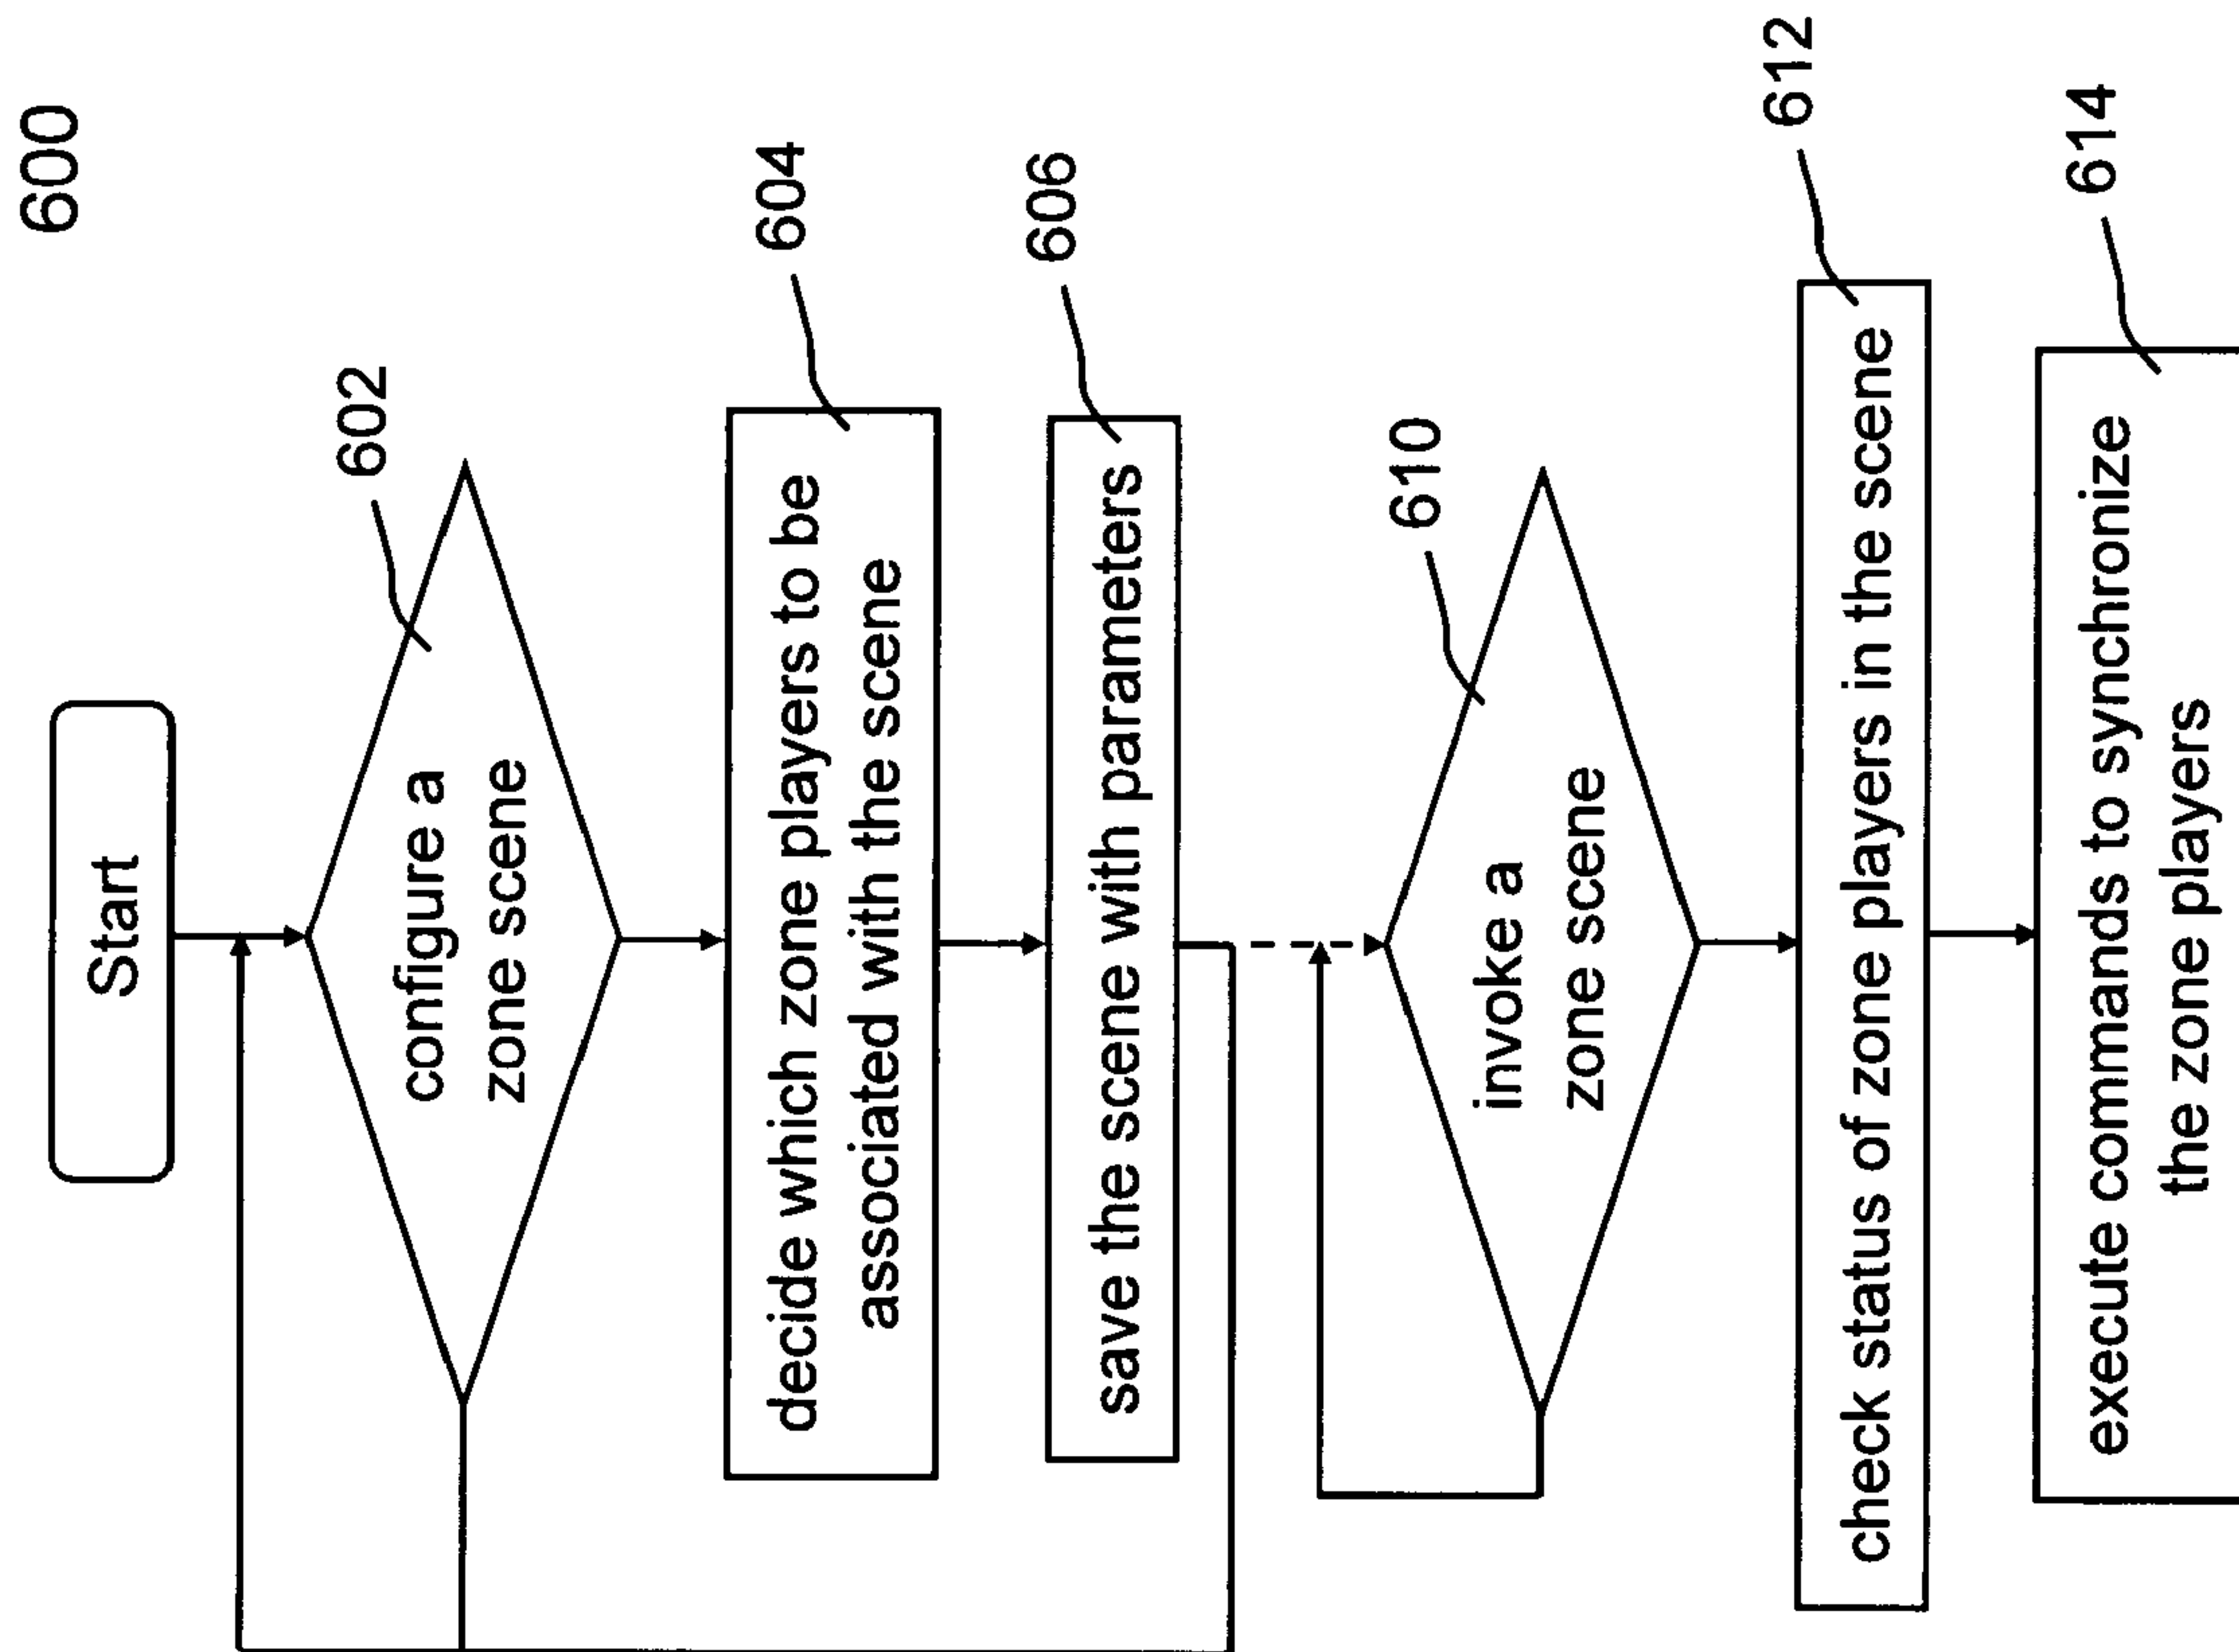 600
Start
602
configure a
zone scene
604
decide which zone players to be
associated with the scene
606
save the scene with parameters
610
invoke a
zone scene
612
check status of zone players in the scene
614
execute commands to synchronize
the zone players